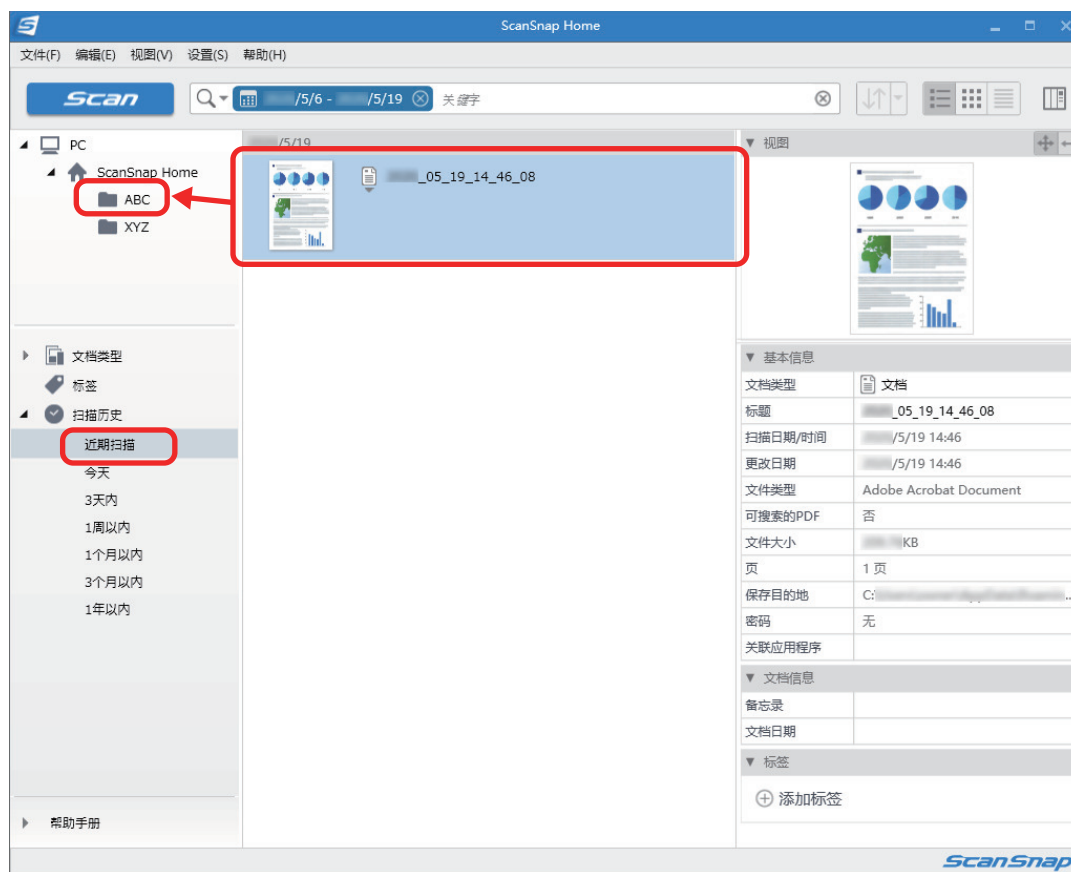 ScanSnap Home
文件(F) 编辑(E) 视图(V) 设置(S) 帮助(H)
Scan
/5/6 - /5/19 关键字
PC
ScanSnap Home
ABC
XYZ
文档类型
标签
扫描历史
近期扫描
今天
3天内
1周以内
1个月以内
3个月以内
1年以内
帮助手册
/5/19
_05_19_14_46_08
视图
基本信息
文档类型 文档
标题 _05_19_14_46_08
扫描日期/时间 /5/19 14:46
更改日期 /5/19 14:46
文件类型 Adobe Acrobat Document
可搜索的PDF 否
文件大小 KB
页 1 页
保存目的地 C: ...
密码 无
关联应用程序
文档信息
备忘录
文档日期
标签
添加标签
ScanSnap